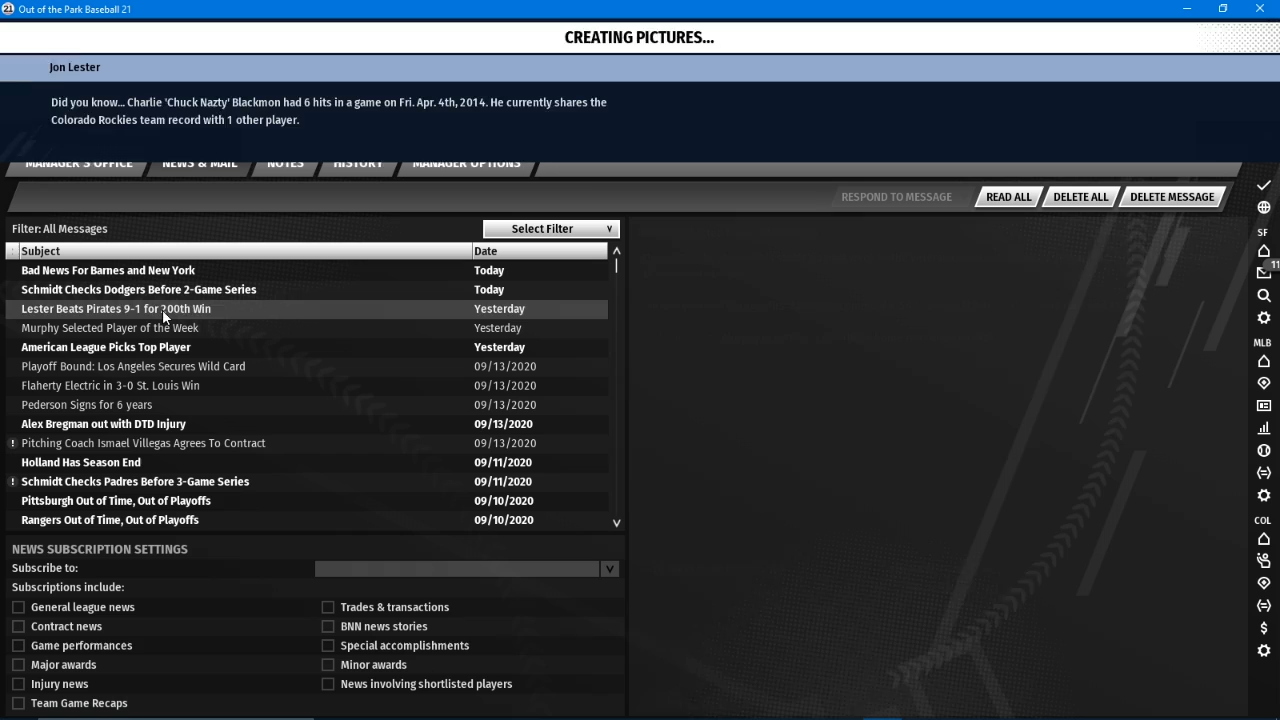 21 Out of the Park Baseball 21
CREATING PICTURES...
Jon Lester
Did you know... Charlie 'Chuck Nazty' Blackmon had 6 hits in a game on Fri. Apr. 4th, 2014. He currently shares the
Colorado Rockies team record with 1 other player.
MANAGER'S OFFICE NEWS & MAIL NOTES HISTORY MANAGER OPTIONS
RESPOND TO MESSAGE READ ALL DELETE ALL DELETE MESSAGE
Filter: All Messages Select Filter
Subject Date
Bad News For Barnes and New York Today
Schmidt Checks Dodgers Before 2-Game Series Today
Lester Beats Pirates 9-1 for 200th Win Yesterday
Murphy Selected Player of the Week Yesterday
American League Picks Top Player Yesterday
Playoff Bound: Los Angeles Secures Wild Card 09/13/2020
Flaherty Electric in 3-0 St. Louis Win 09/13/2020
Pederson Signs for 6 years 09/13/2020
Alex Bregman out with DTD Injury 09/13/2020
! Pitching Coach Ismael Villegas Agrees To Contract 09/13/2020
Holland Has Season End 09/11/2020
! Schmidt Checks Padres Before 3-Game Series 09/11/2020
Pittsburgh Out of Time, Out of Playoffs 09/10/2020
Rangers Out of Time, Out of Playoffs 09/10/2020
NEWS SUBSCRIPTION SETTINGS
Subscribe to:
Subscriptions include:
General league news Trades & transactions
Contract news BNN news stories
Game performances Special accomplishments
Major awards Minor awards
Injury news News involving shortlisted players
Team Game Recaps
SF
11
MLB
COL
$